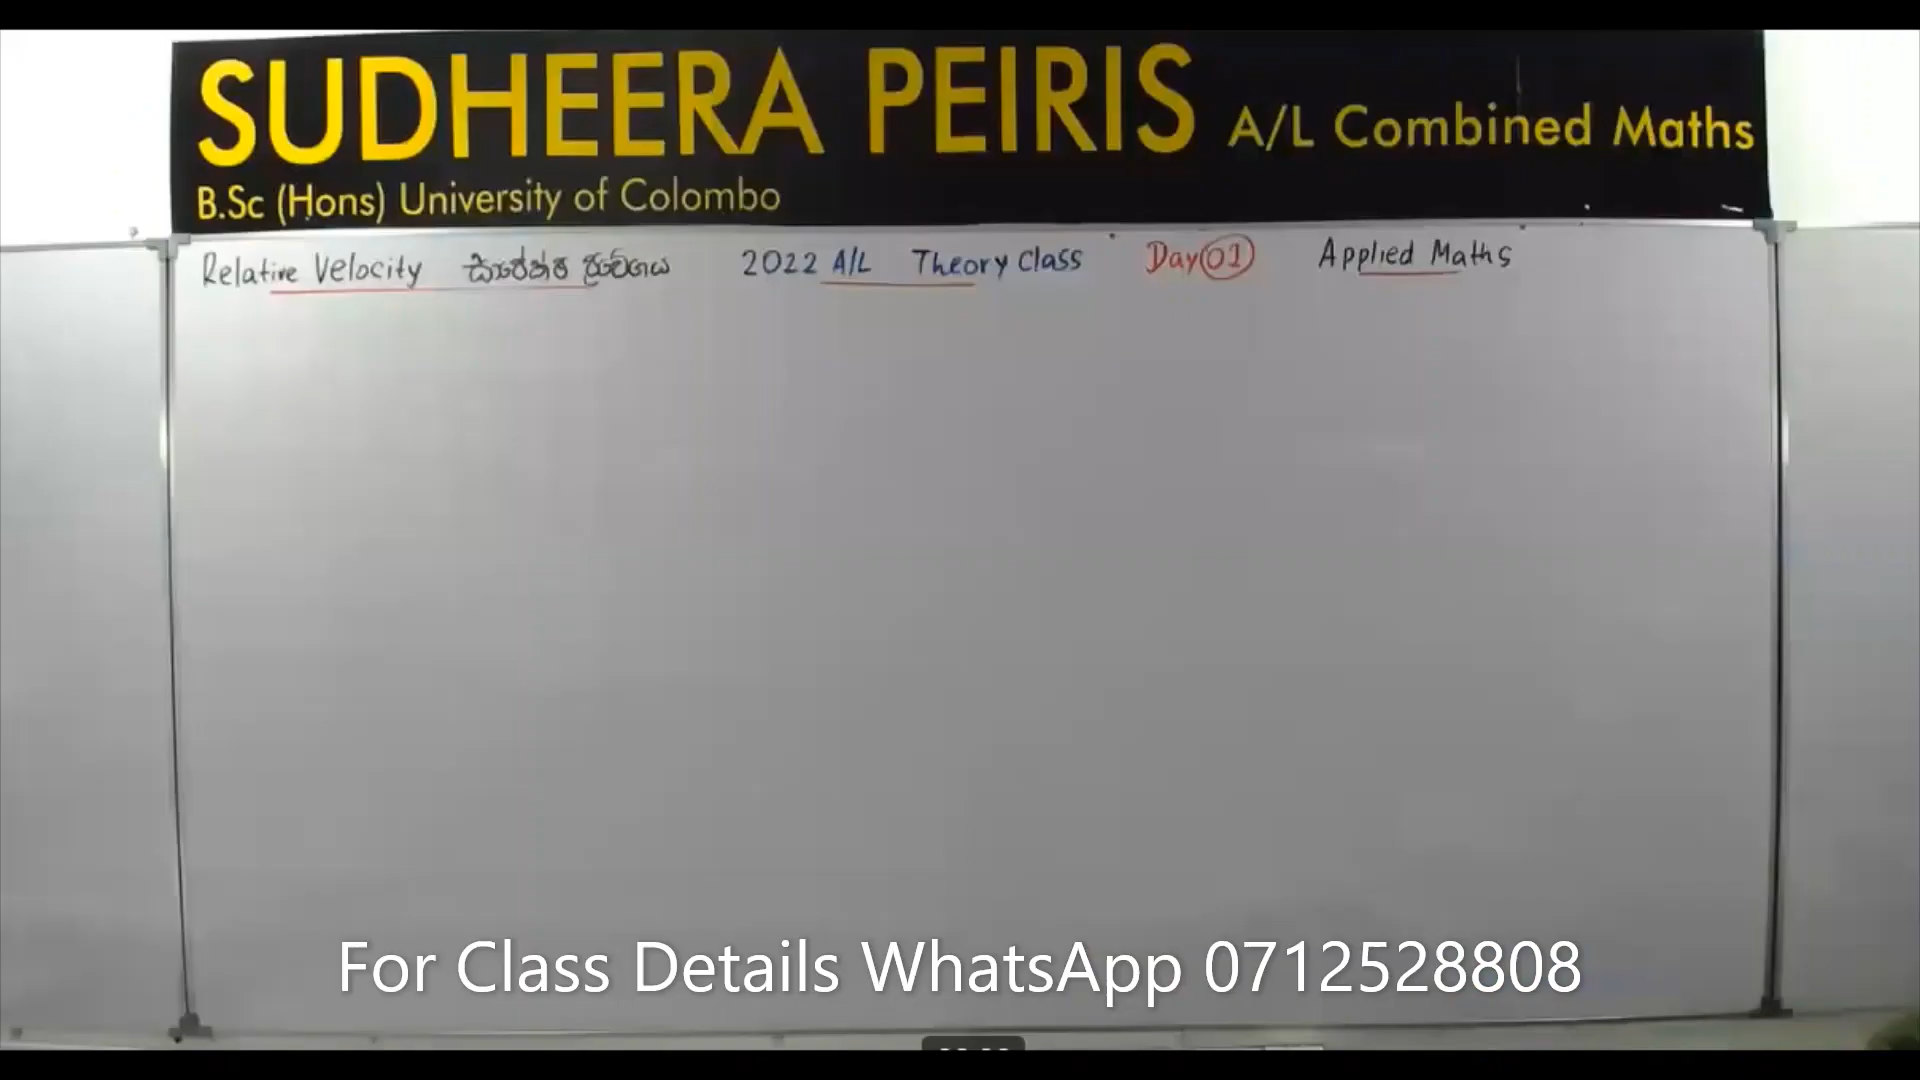 SUDHEERA PEIRIS A/L Combined Maths
B.Sc (Hons) University of Colombo
Relative Velocity සාපේක්ෂ ප්‍රවේගය 2022 A/L Theory Class Day 01 Applied Maths
For Class Details WhatsApp 0712528808